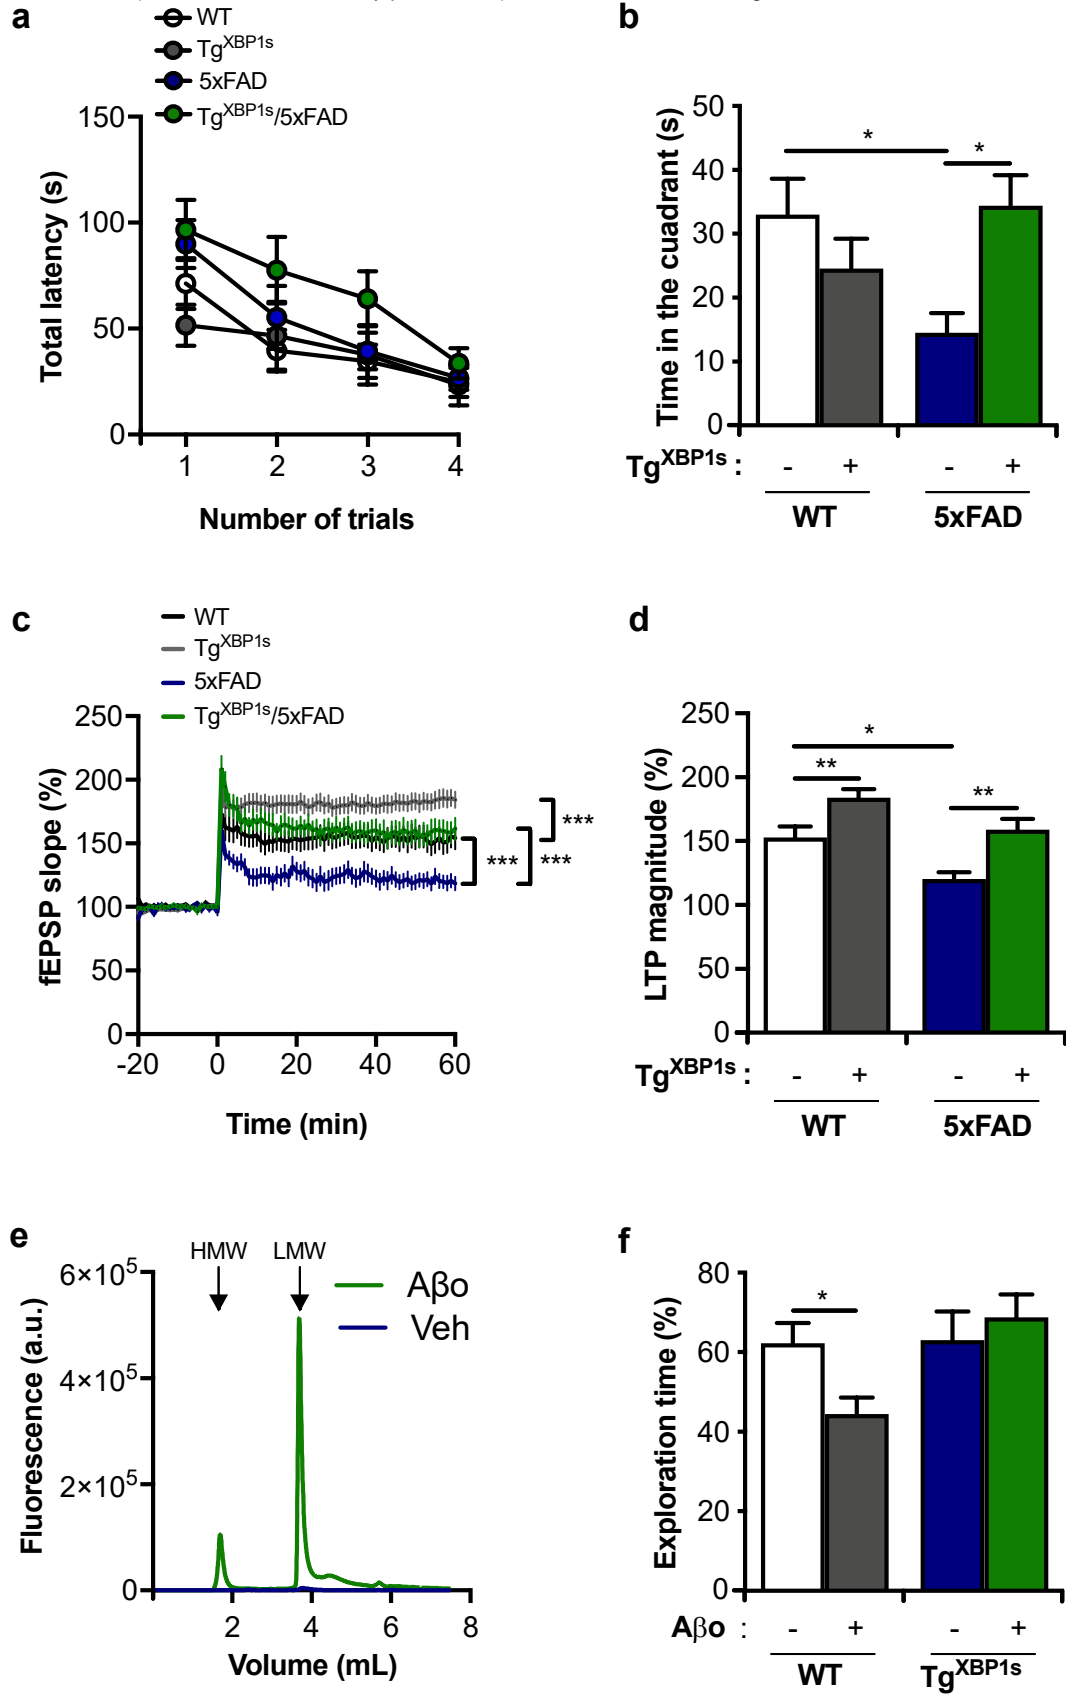 a
WT
Tg^XBP1s
5xFAD
Tg^XBP1s/5xFAD
150
100
50
0
Total latency (s)
1 2 3 4
Number of trials
b
50
40
30
20
10
0
Time in the cuadrant (s)
* *
Tg^XBP1s : - + - +
WT 5xFAD
c
WT
Tg^XBP1s
5xFAD
Tg^XBP1s/5xFAD
250
200
150
100
50
0
fEPSP slope (%)
*** *** ***
-20 0 20 40 60
Time (min)
d
250
200
150
100
50
0
LTP magnitude (%)
*
** **
Tg^XBP1s : - + - +
WT 5xFAD
e
HMW LMW
Aβo
Veh
6×10^5
4×10^5
2×10^5
0
Fluorescence (a.u.)
2 4 6 8
Volume (mL)
f
80
60
40
20
0
Exploration time (%)
*
Aβo : - + - +
WT Tg^XBP1s